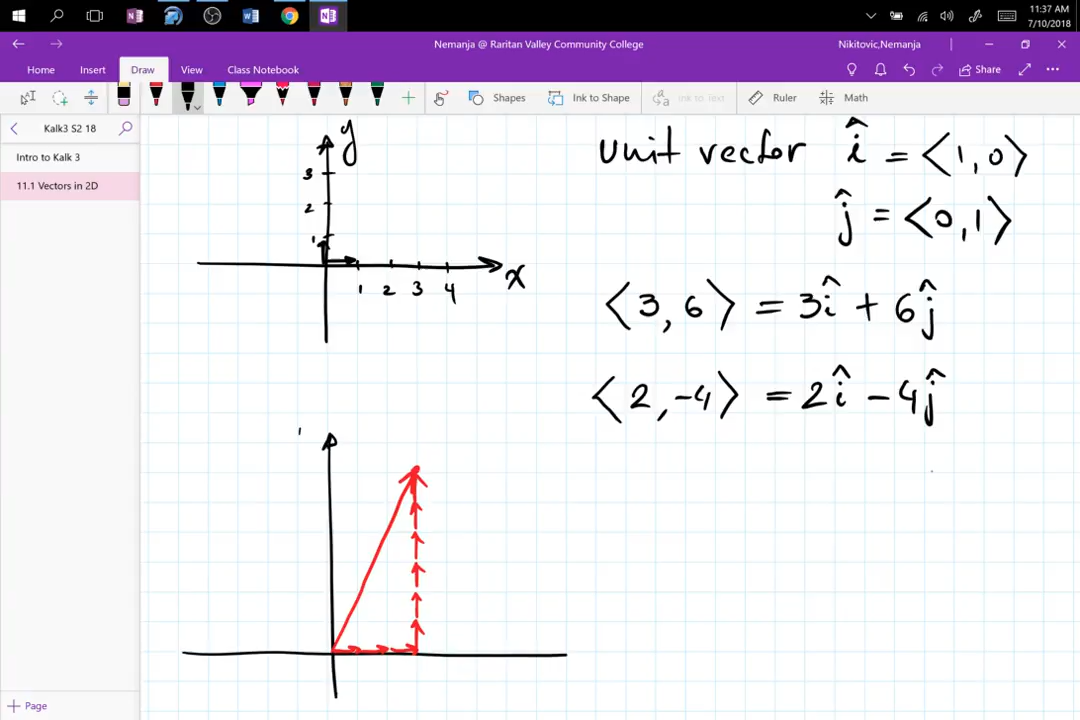 11:37 AM
7/10/2018
Nemanja @ Raritan Valley Community College
Nikitovic,Nemanja
Home Insert Draw View Class Notebook
Share
Shapes Ink to Shape Ink to Text Ruler Math
Kalk3 S2 18
Intro to Kalk 3
11.1 Vectors in 2D
Page
y
3
2
1
1 2 3 4 x
unit vector î = ⟨1, 0⟩
ĵ = ⟨0, 1⟩
⟨3, 6⟩ = 3î + 6ĵ
⟨2, -4⟩ = 2î - 4ĵ